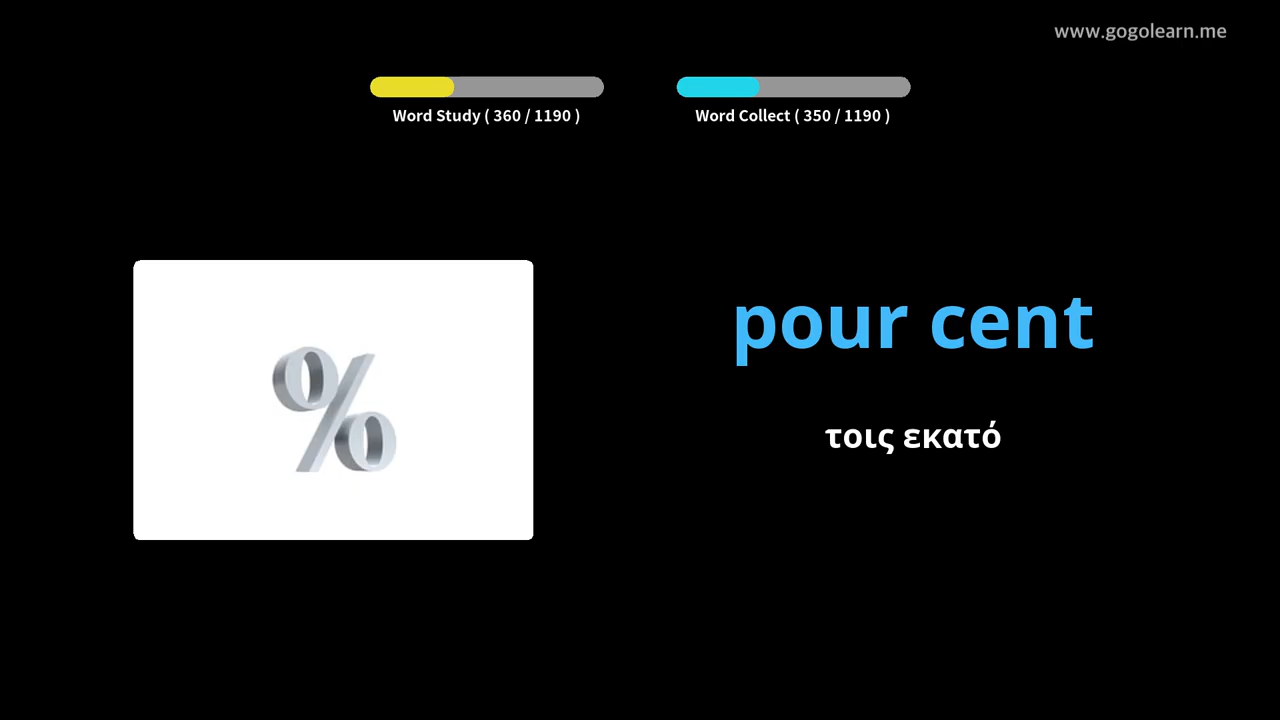 www.gogolearn.me
Word Study ( 360 / 1190 )
Word Collect ( 350 / 1190 )
%
pour cent
τοις εκατό